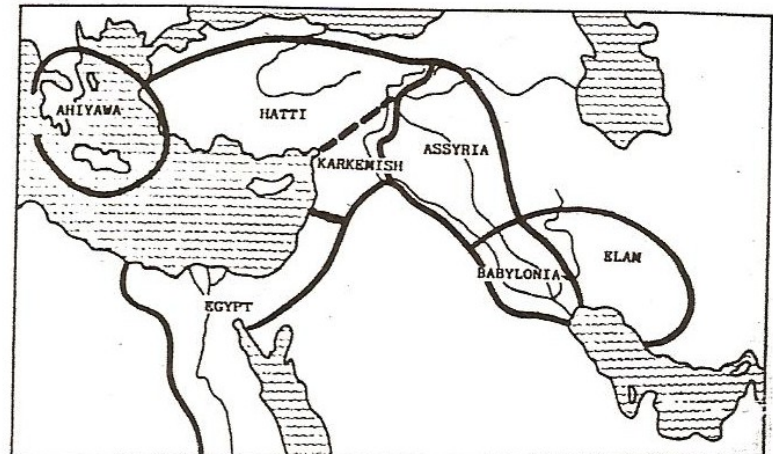 AHIYAWA
HATTI
KARKEMISH
ASSYRIA
BABYLONIA
ELAM
EGYPT